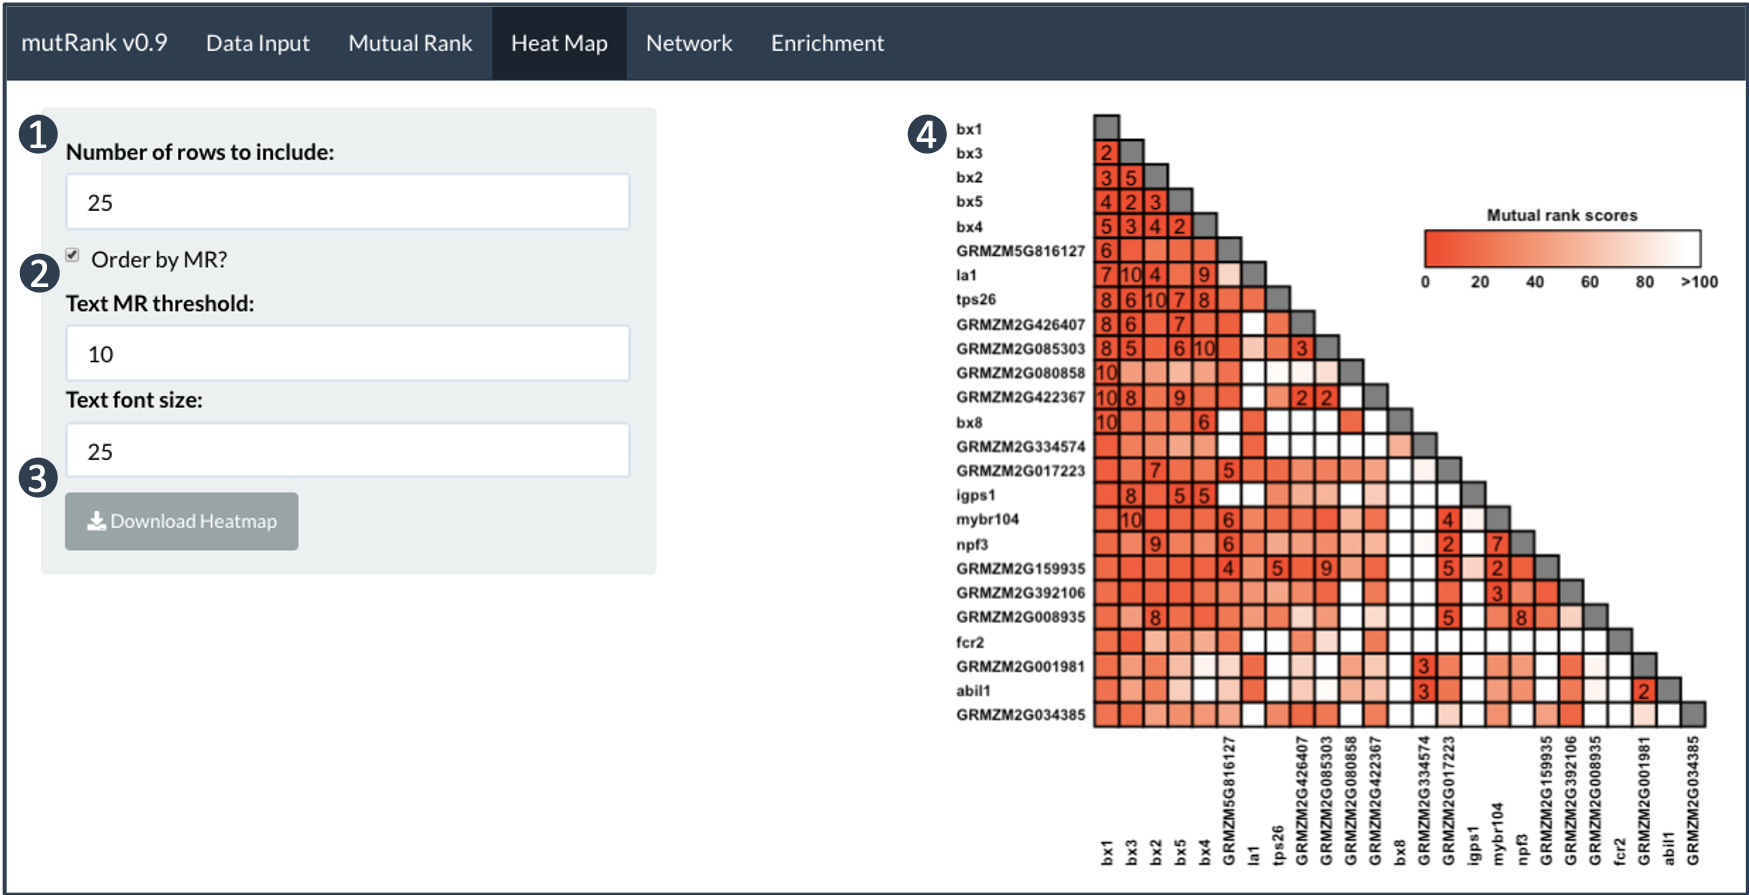 mutRank v0.9 Data Input Mutual Rank Heat Map Network Enrichment
1
Number of rows to include:
25
2
Order by MR?
Text MR threshold:
10
Text font size:
25
3
Download Heatmap
4
bx1
bx3 2
bx2 3 5
bx5 4 2 3
bx4 5 3 4 2
GRMZM5G816127 6
la1 7 10 4 9
tps26 8 6 10 7 8
GRMZM2G426407 8 6 7
GRMZM2G085303 8 5 6 10 3
GRMZM2G080858 10
GRMZM2G422367 10 8 9 2 2
bx8 10 6
GRMZM2G334574
GRMZM2G017223 7 5
igps1 8 5 5
mybr104 10 6 4
npf3 9 6 2 7
GRMZM2G159935 4 5 9 5 2
GRMZM2G392106 3
GRMZM2G008935 8 5 8
fcr2
GRMZM2G001981 3
abil1 3 2
GRMZM2G034385
Mutual rank scores
0 20 40 60 80 >100
bx1
bx3
bx2
bx5
bx4
GRMZM5G816127
la1
tps26
GRMZM2G426407
GRMZM2G085303
GRMZM2G080858
GRMZM2G422367
bx8
GRMZM2G334574
GRMZM2G017223
igps1
mybr104
npf3
GRMZM2G159935
GRMZM2G392106
GRMZM2G008935
fcr2
GRMZM2G001981
abil1
GRMZM2G034385